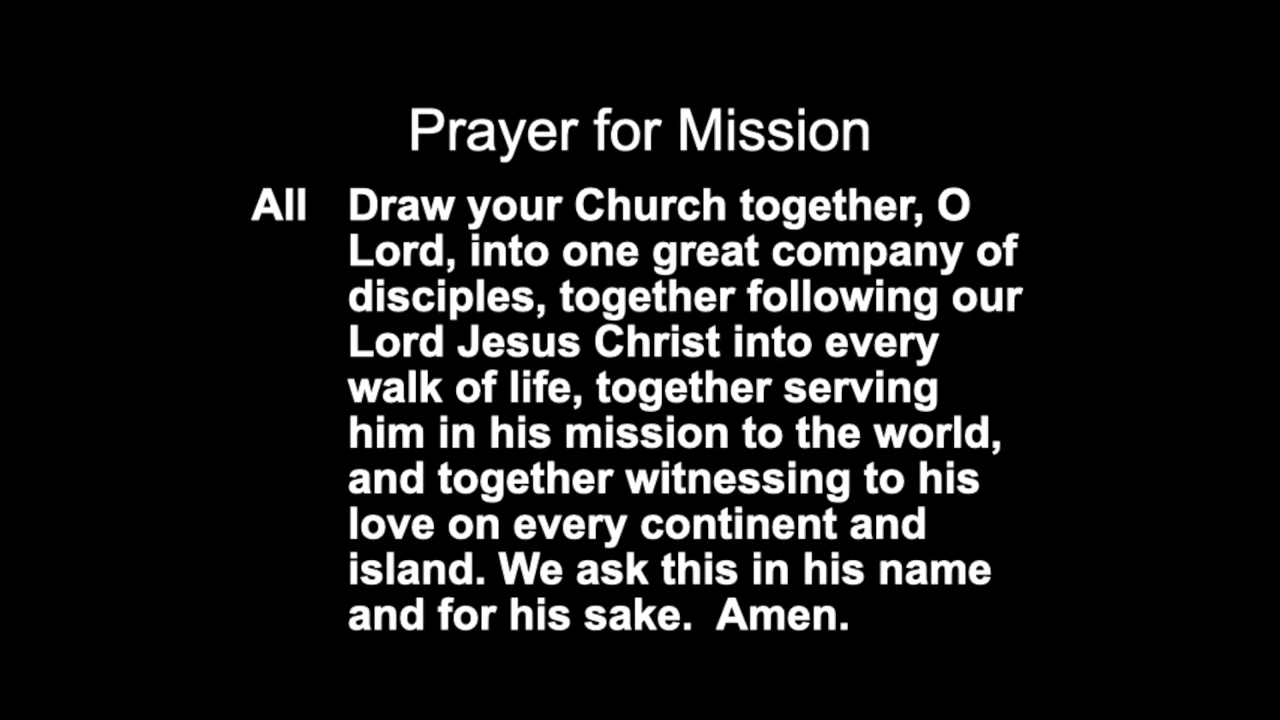 Prayer for Mission
All Draw your Church together, O
Lord, into one great company of
disciples, together following our
Lord Jesus Christ into every
walk of life, together serving
him in his mission to the world,
and together witnessing to his
love on every continent and
island. We ask this in his name
and for his sake.  Amen.